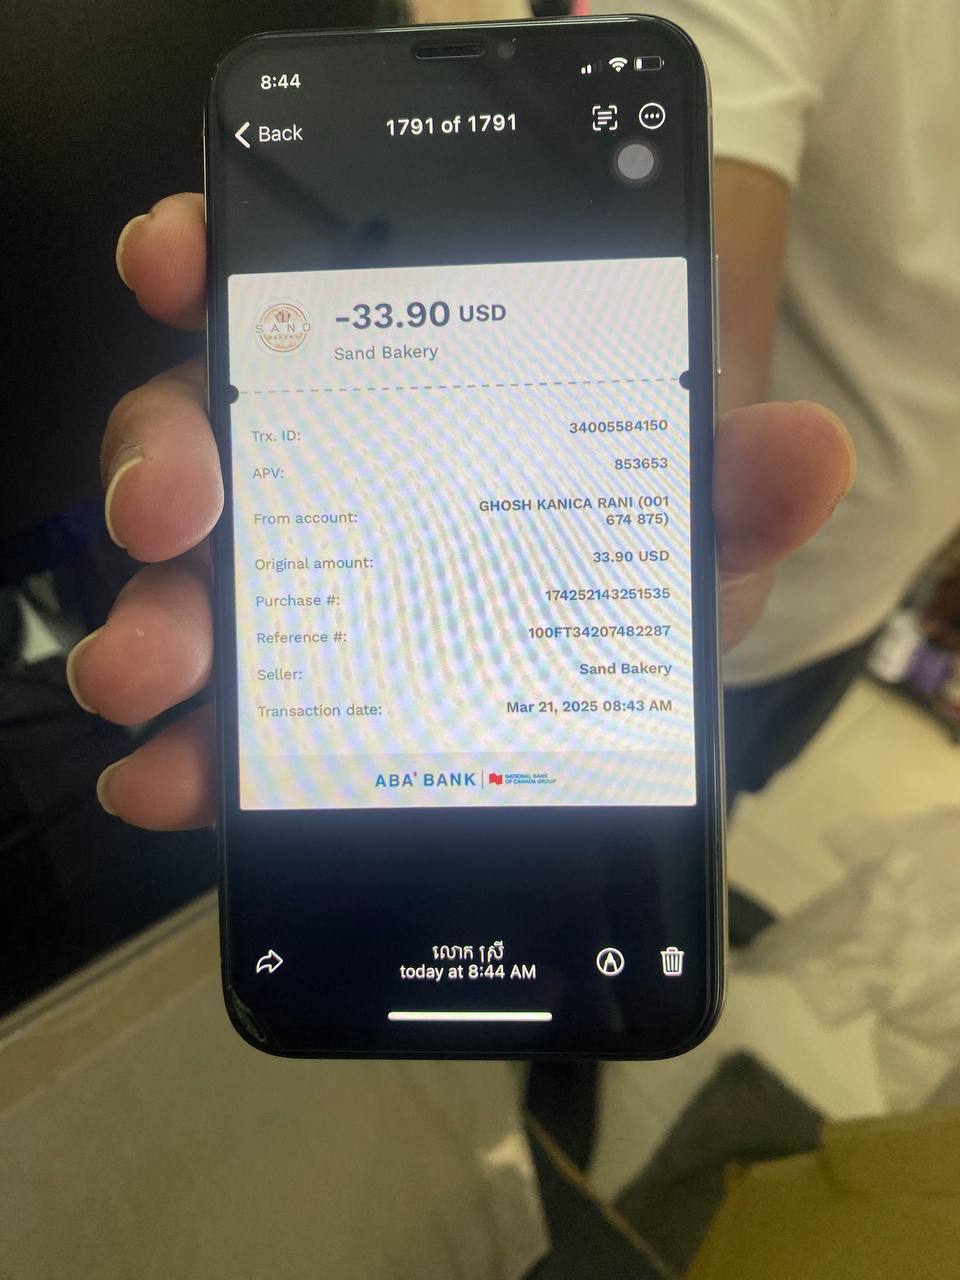 8:44
Back
1791 of 1791
SAND
BAKERY
-33.90 USD
Sand Bakery
Trx. ID: 34005584150
APV: 853653
From account: GHOSH KANICA RANI (001
674 875)
Original amount: 33.90 USD
Purchase #: 174252143251535
Reference #: 100FT34207482287
Seller: Sand Bakery
Transaction date: Mar 21, 2025 08:43 AM
ABA' BANK
NATIONAL BANK
OF CANADA GROUP
លោក ស្រី
today at 8:44 AM